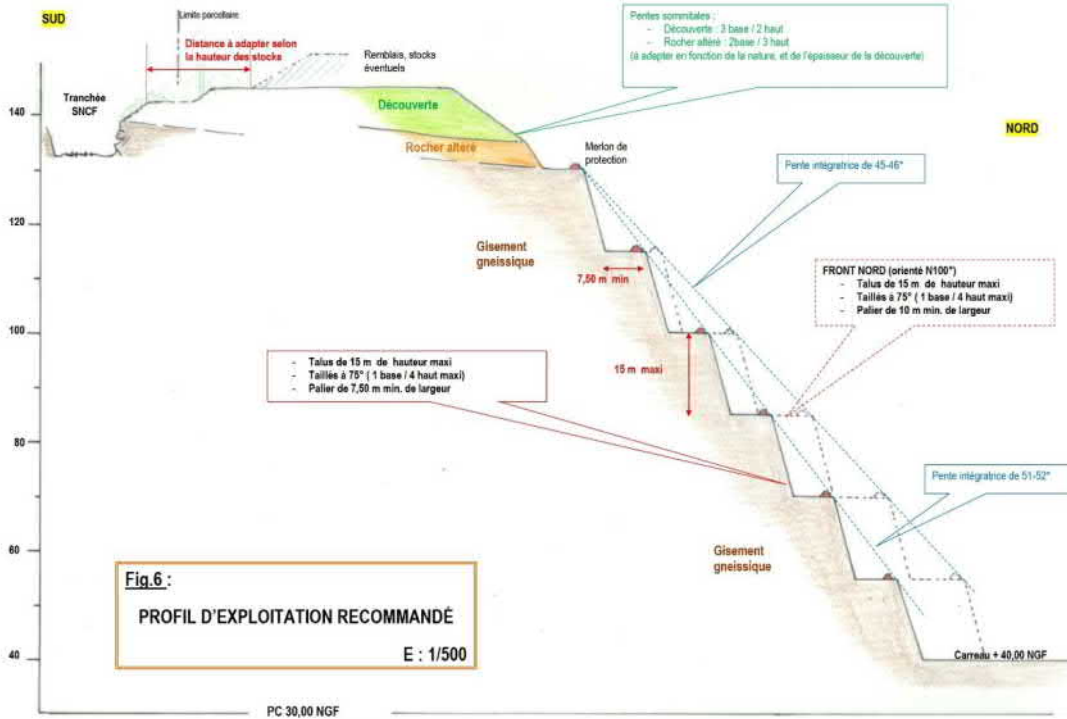 SUD
Limite parcellaire
Distance à adapter selon
la hauteur des stocks
Remblais, stocks
éventuels
Pentes sommitales :
- Découverte : 3 base / 2 haut
- Rocher altéré : 2base / 3 haut
(à adapter en fonction de la nature, et de l'épaisseur de la découverte)
Tranchée
SNCF
140
Découverte
NORD
Rocher altéré
Merlon de
protection
Pente intégratrice de 45-46°
120
Gisement
gneissique
7,50 m min
FRONT NORD (orienté N100°)
- Talus de 15 m de hauteur maxi
- Taillés à 75° ( 1 base / 4 haut maxi)
- Palier de 10 m min. de largeur
100
- Talus de 15 m de hauteur maxi
- Taillés à 75° ( 1 base / 4 haut maxi)
- Palier de 7,50 m min. de largeur
15 m maxi
80
Pente intégratrice de 51-52°
60
Gisement
gneissique
Fig.6 :
PROFIL D'EXPLOITATION RECOMMANDÉ
E : 1/500
40
Carreau + 40,00 NGF
PC 30,00 NGF